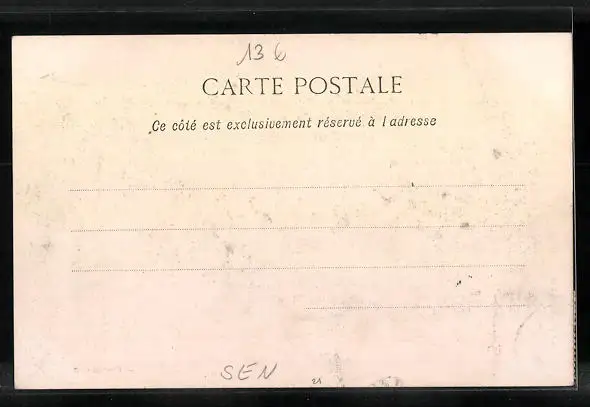 136
CARTE POSTALE
Ce côté est exclusivement réservé à l'adresse
SEN
21